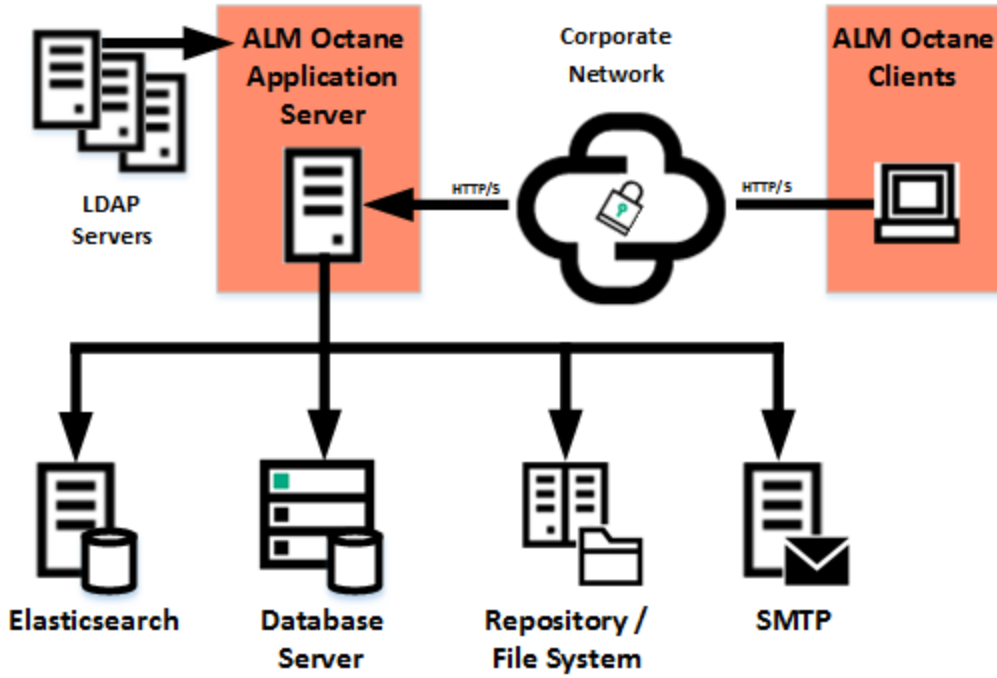 ALM Octane
Application
Server
Corporate
Network
ALM Octane
Clients
LDAP
Servers
HTTP/S
HTTP/S
Elasticsearch
Database
Server
Repository /
File System
SMTP